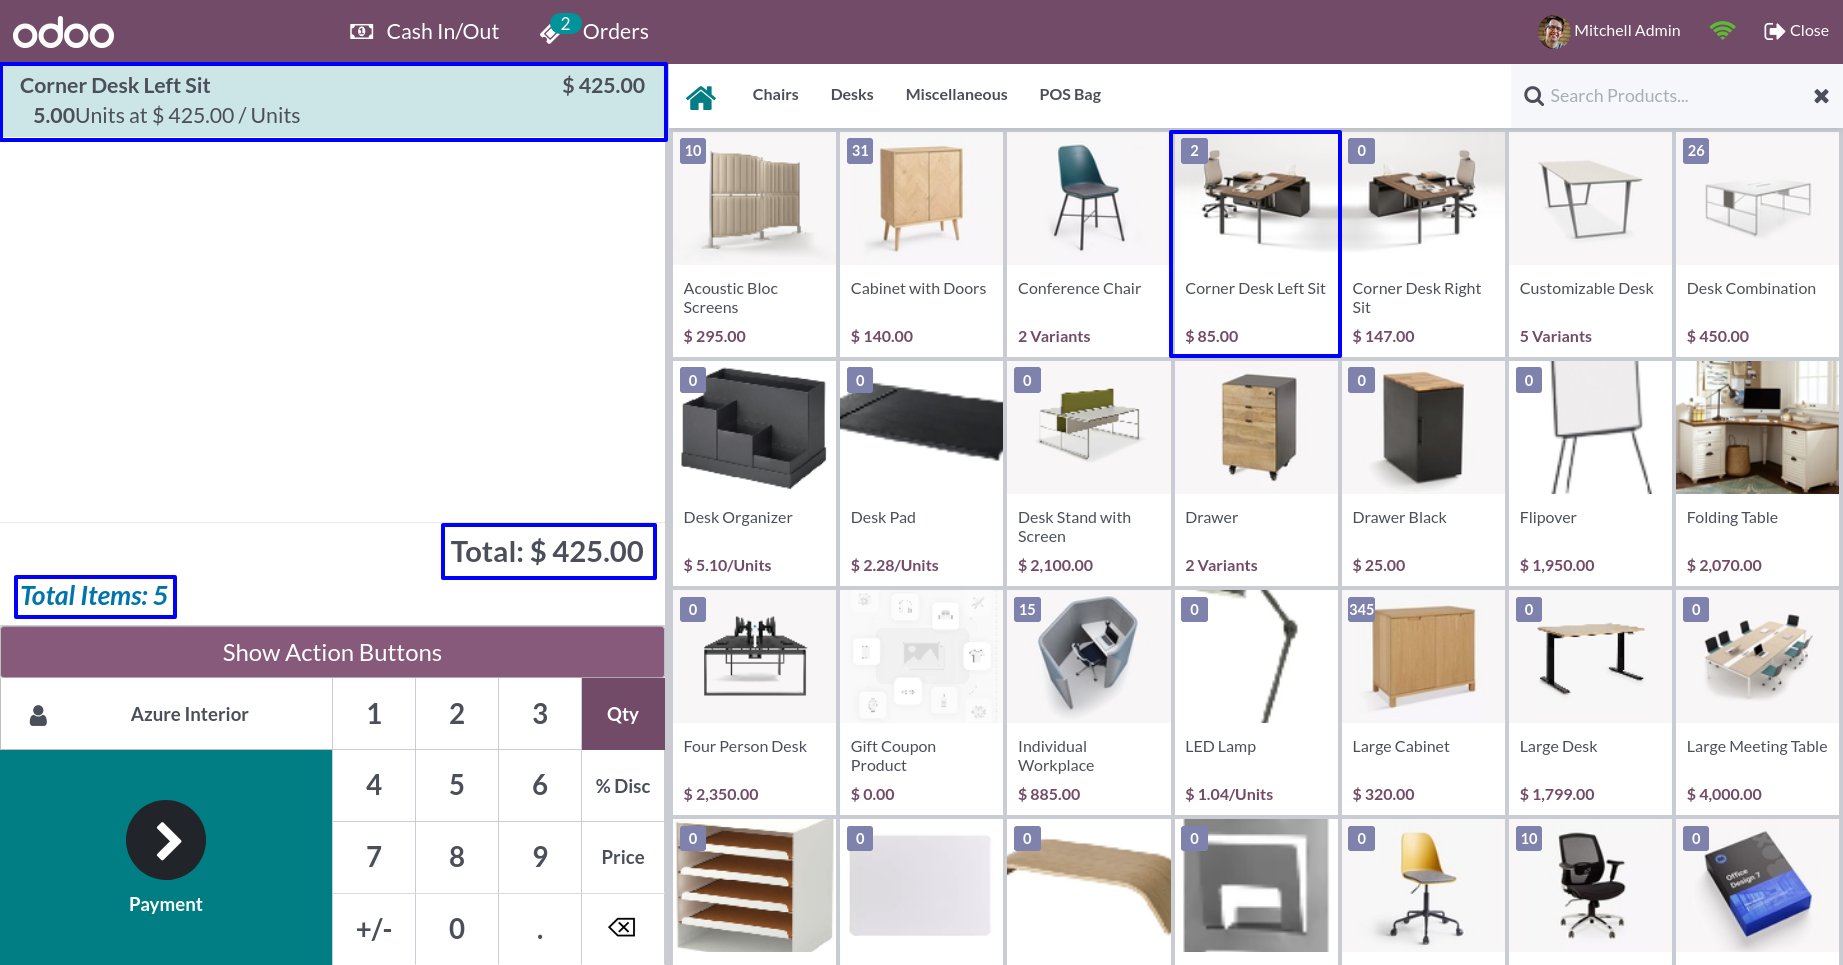 odoo
Cash In/Out
2
Orders
Mitchell Admin
Close
Corner Desk Left Sit
$ 425.00
5.00Units at $ 425.00 / Units
Total: $ 425.00
Total Items: 5
Show Action Buttons
Azure Interior
1 2 3 Qty
4 5 6 % Disc
7 8 9 Price
+/- 0 .
Payment
Chairs
Desks
Miscellaneous
POS Bag
Search Products...
10
Acoustic Bloc
Screens
$ 295.00
31
Cabinet with Doors
$ 140.00
Conference Chair
2 Variants
2
Corner Desk Left Sit
$ 85.00
0
Corner Desk Right
Sit
$ 147.00
Customizable Desk
5 Variants
26
Desk Combination
$ 450.00
0
Desk Organizer
$ 5.10/Units
0
Desk Pad
$ 2.28/Units
0
Desk Stand with
Screen
$ 2,100.00
Drawer
2 Variants
0
Drawer Black
$ 25.00
0
Flipover
$ 1,950.00
Folding Table
$ 2,070.00
0
Four Person Desk
$ 2,350.00
Gift Coupon
Product
$ 0.00
15
Individual
Workplace
$ 885.00
0
LED Lamp
$ 1.04/Units
345
Large Cabinet
$ 320.00
0
Large Desk
$ 1,799.00
0
Large Meeting Table
$ 4,000.00
0
0
0
0
0
10
0
Office
Design 7